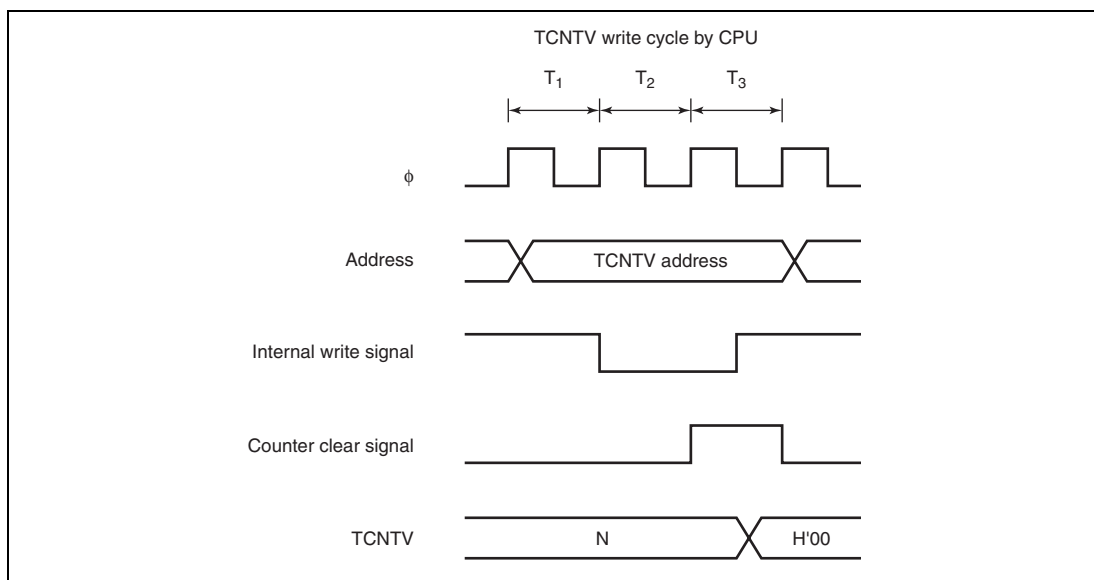 TCNTV write cycle by CPU
T1 T2 T3
ϕ
Address TCNTV address
Internal write signal
Counter clear signal
TCNTV N H'00